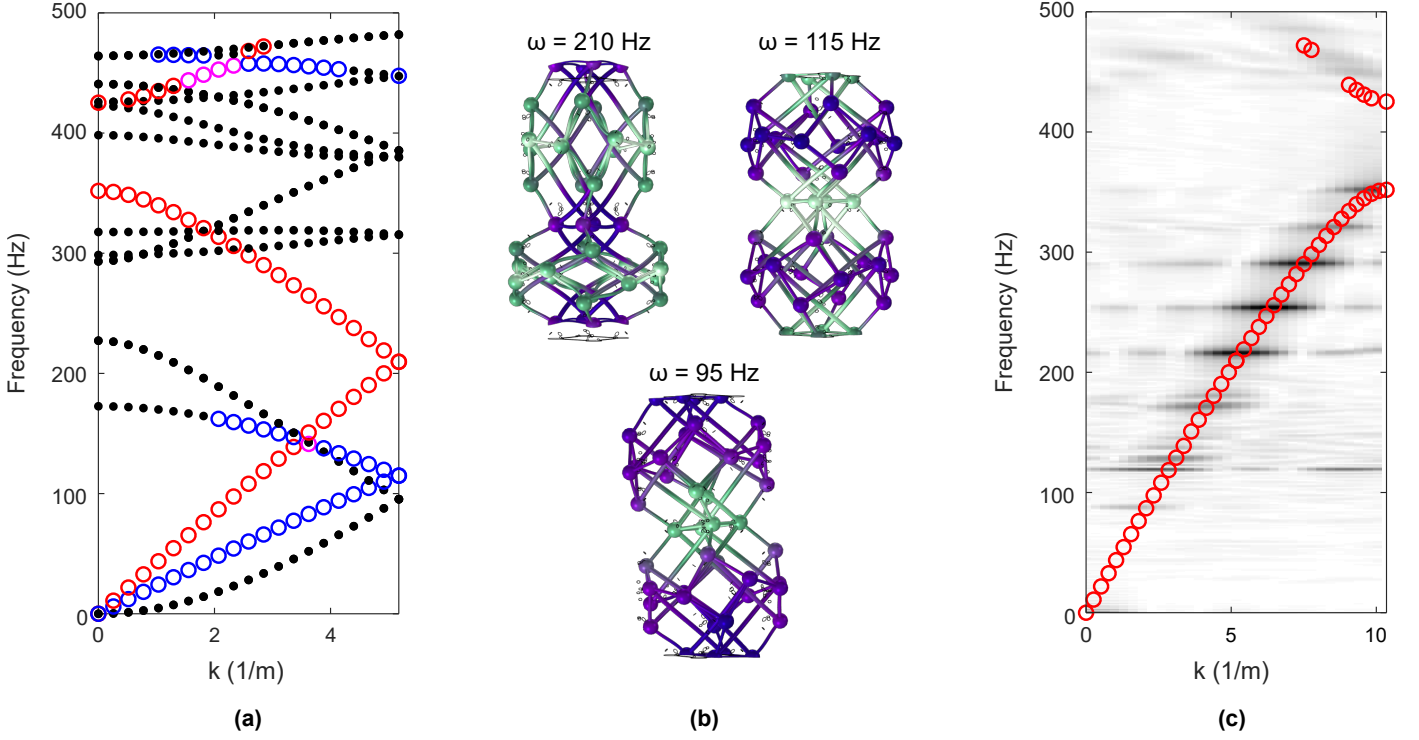 500
400
300
200
100
0
0
2
4
Frequency (Hz)
k (1/m)
(a)
ω = 210 Hz
ω = 115 Hz
ω = 95 Hz
(b)
500
400
300
200
100
0
0
5
10
Frequency (Hz)
k (1/m)
(c)